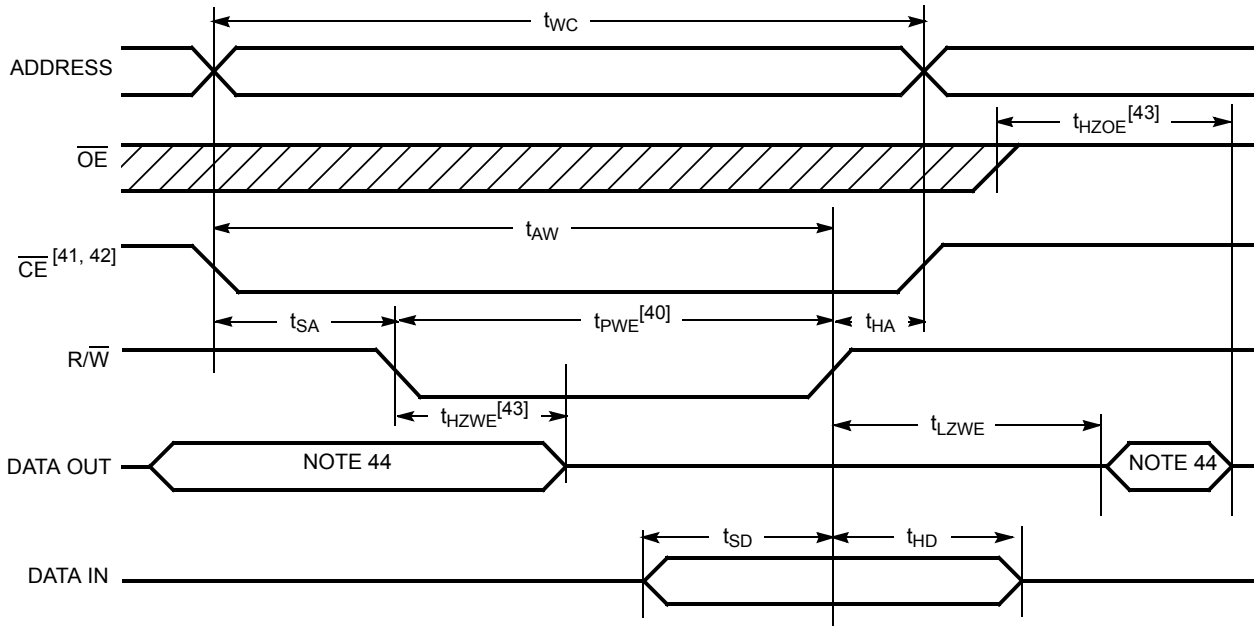 tWC
ADDRESS
tHZOE[43]
OE
tAW
CE [41, 42]
tSA
tPWE[40]
tHA
R/W
tHZWE[43]
tLZWE
DATA OUT
NOTE 44
NOTE 44
tSD
tHD
DATA IN